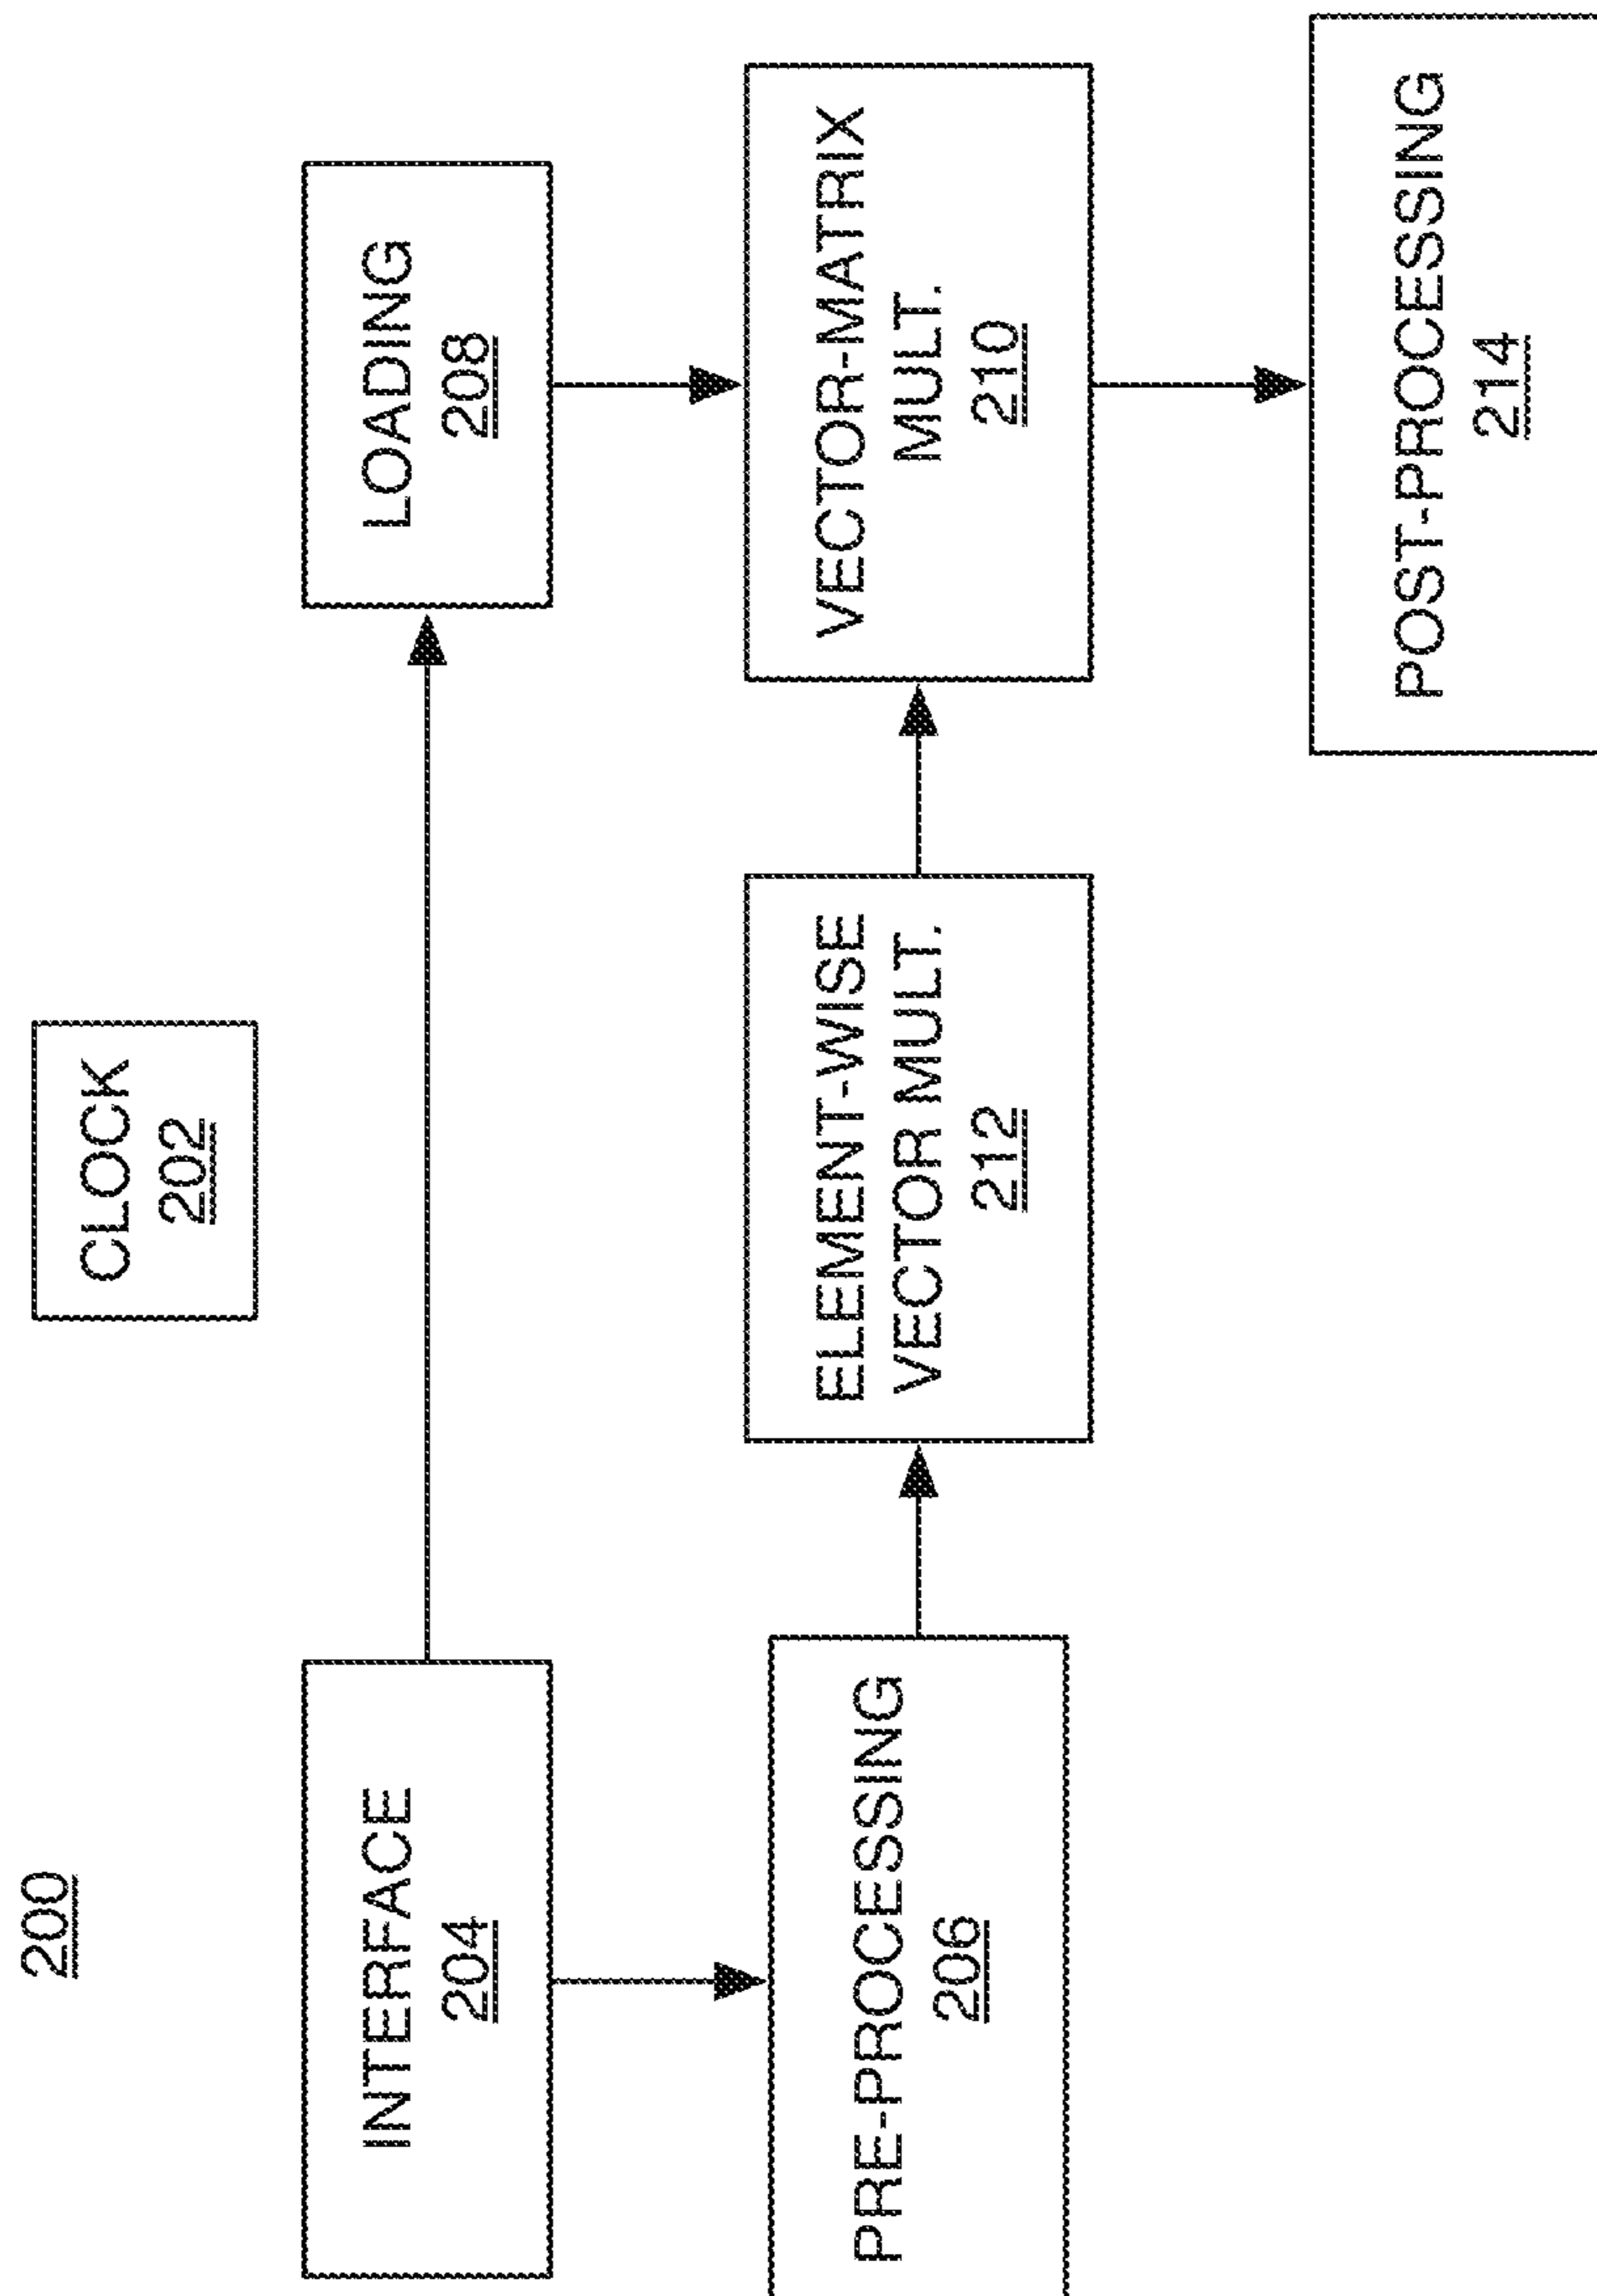 200
CLOCK
202
INTERFACE
204
LOADING
208
PRE-PROCESSING
206
ELEMENT-WISE
VECTOR MULT.
212
VECTOR-MATRIX
MULT.
210
POST-PROCESSING
214